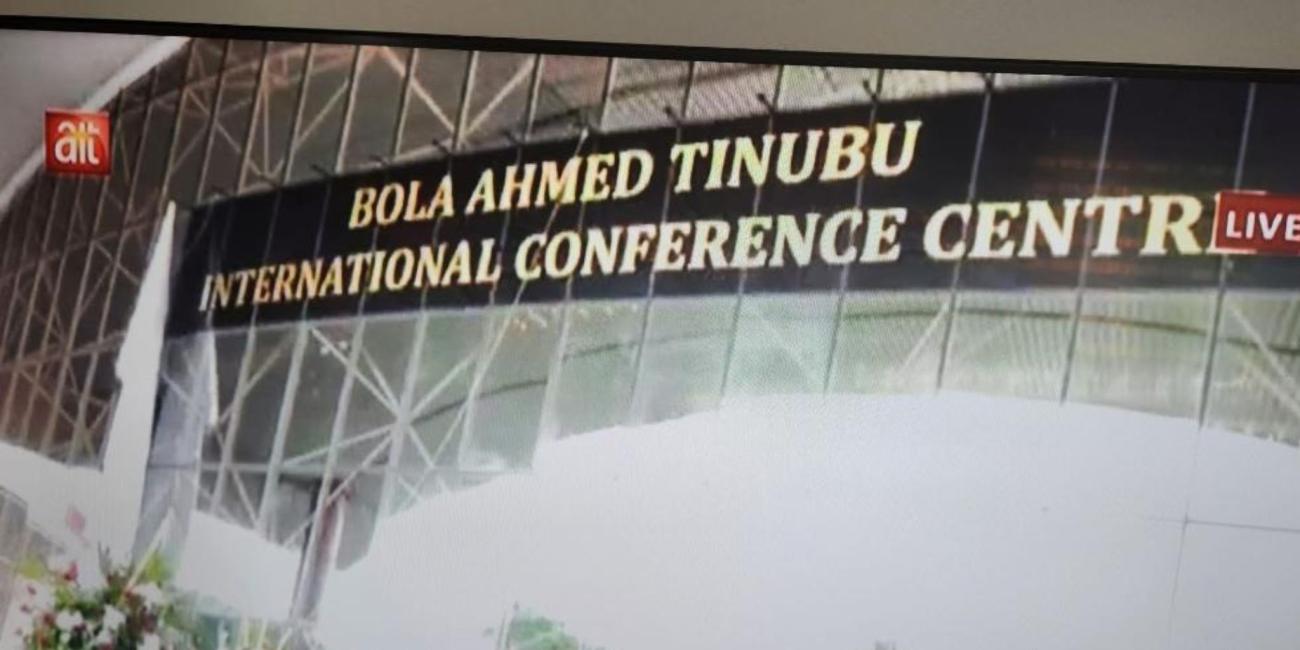 ait
BOLA AHMED TINUBU
INTERNATIONAL CONFERENCE CENTR
LIVE